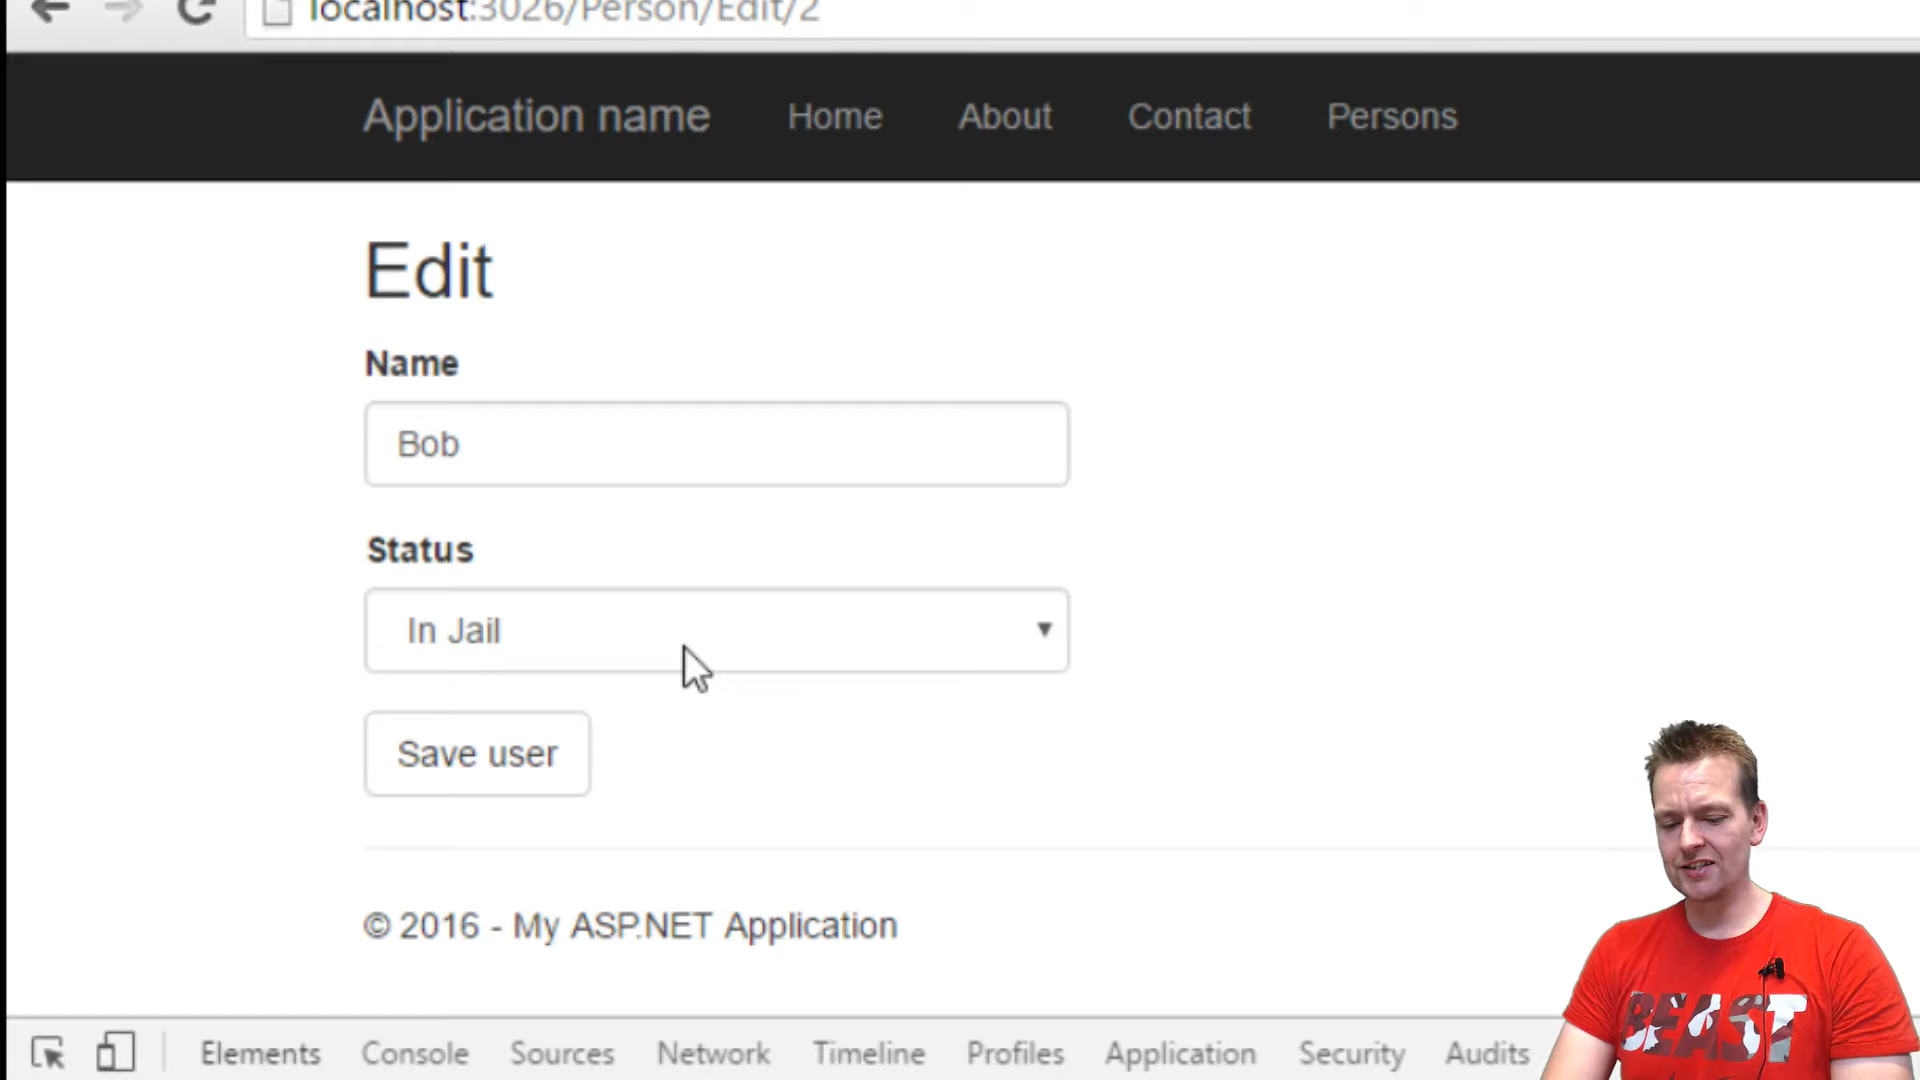 localhost:3026/Person/Edit/2
Application name Home About Contact Persons
Edit
Name
Bob
Status
In Jail
Save user
© 2016 - My ASP.NET Application
Elements Console Sources Network Timeline Profiles Application Security Audits
BEAST